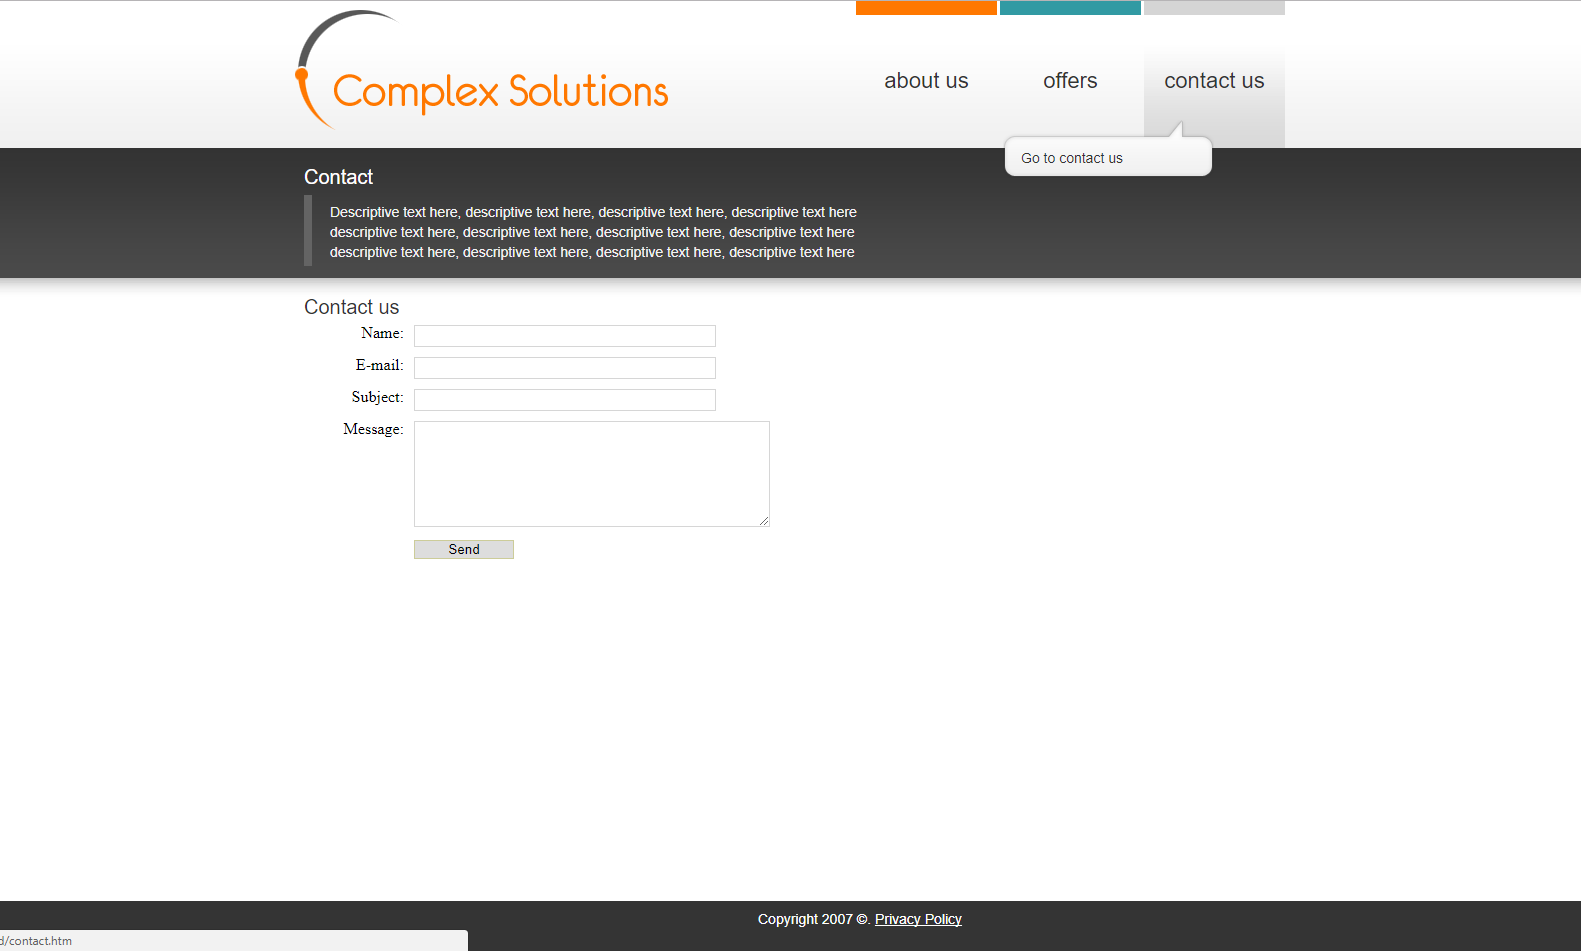 Complex Solutions
about us
offers
contact us
Go to contact us
Contact
Descriptive text here, descriptive text here, descriptive text here, descriptive text here
descriptive text here, descriptive text here, descriptive text here, descriptive text here
descriptive text here, descriptive text here, descriptive text here, descriptive text here
Contact us
Name:
E-mail:
Subject:
Message:
Send
Copyright 2007 ©. Privacy Policy
d/contact.htm